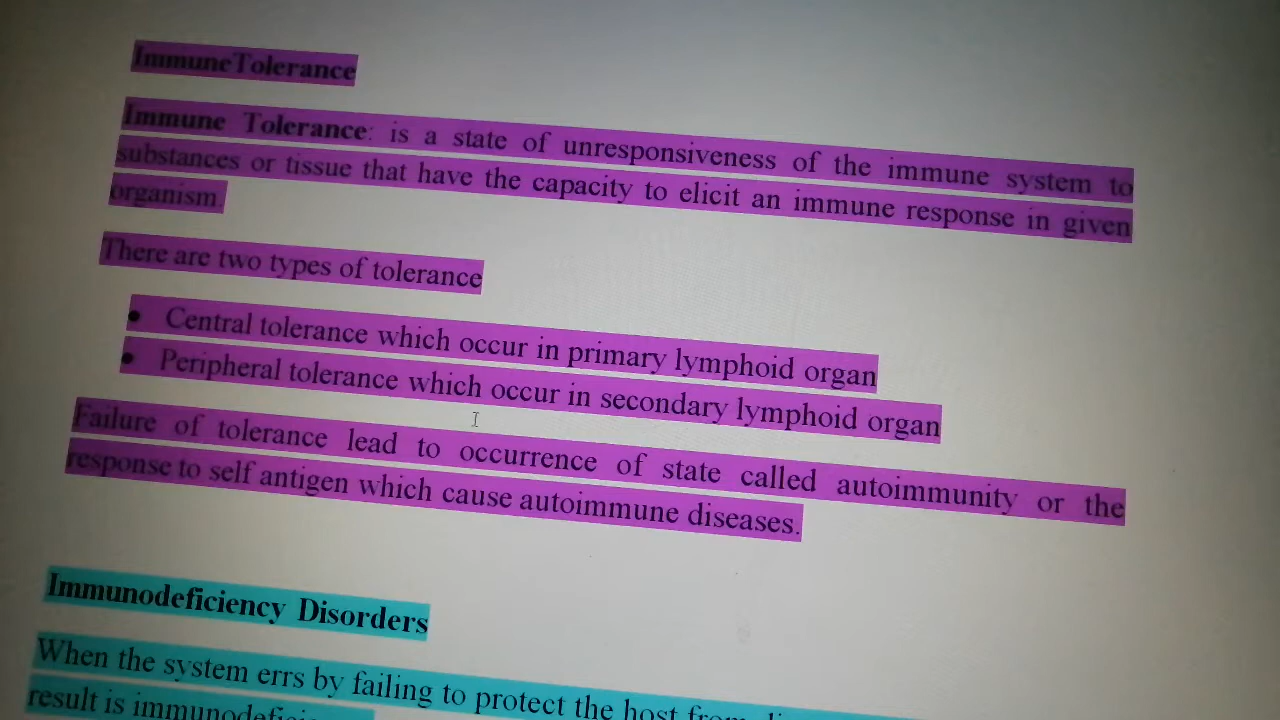 ImmuneTolerance
Immune Tolerance: is a state of unresponsiveness of the immune system to
substances or tissue that have the capacity to elicit an immune response in given
organism.
There are two types of tolerance
• Central tolerance which occur in primary lymphoid organ
• Peripheral tolerance which occur in secondary lymphoid organ
Failure of tolerance lead to occurrence of state called autoimmunity or the
response to self antigen which cause autoimmune diseases.
Immunodeficiency Disorders
When the system errs by failing to protect the host from
result is